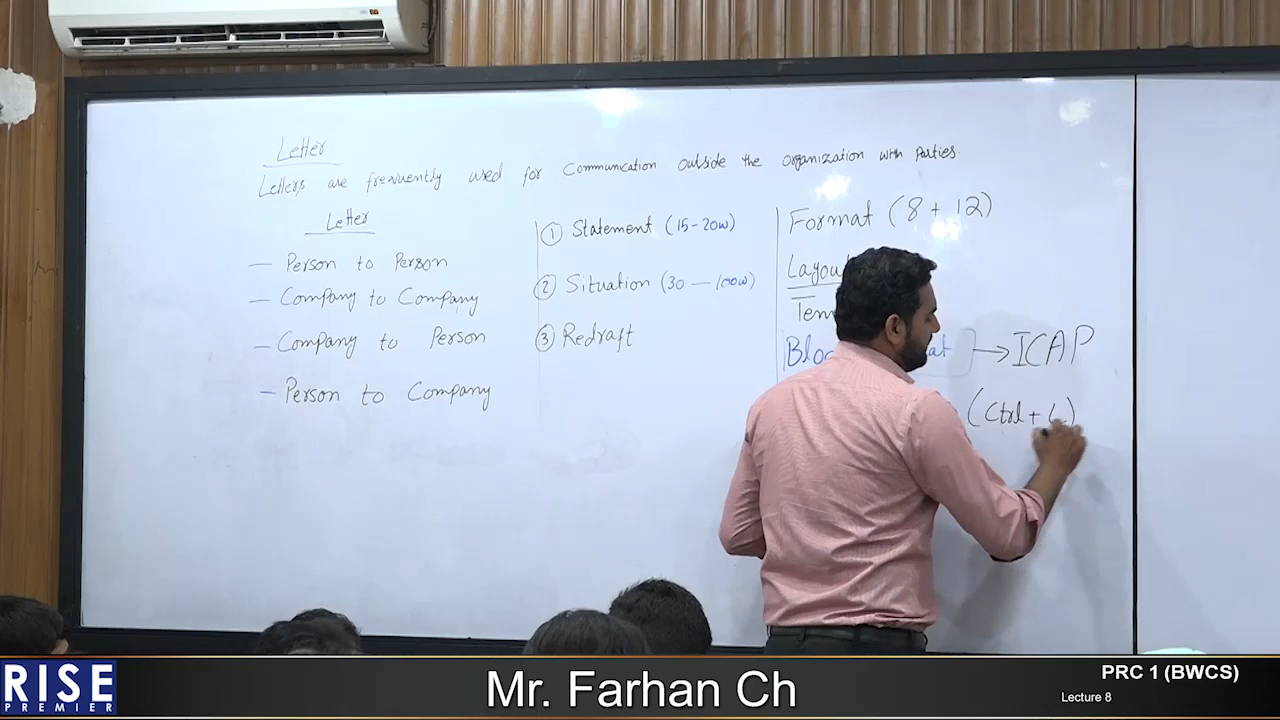 Letter
Letters are frequently used for Communication outside the organization with parties.
Letter
— Person to Person
— Company to Company
— Company to Person
— Person to Company
① Statement (15-20w)
② Situation (30 — 100w)
③ Redraft
Format (8 + 12)
→ ICAP
(Ctrl +
RISE
PREMIER
Mr. Farhan Ch
PRC 1 (BWCS)
Lecture 8